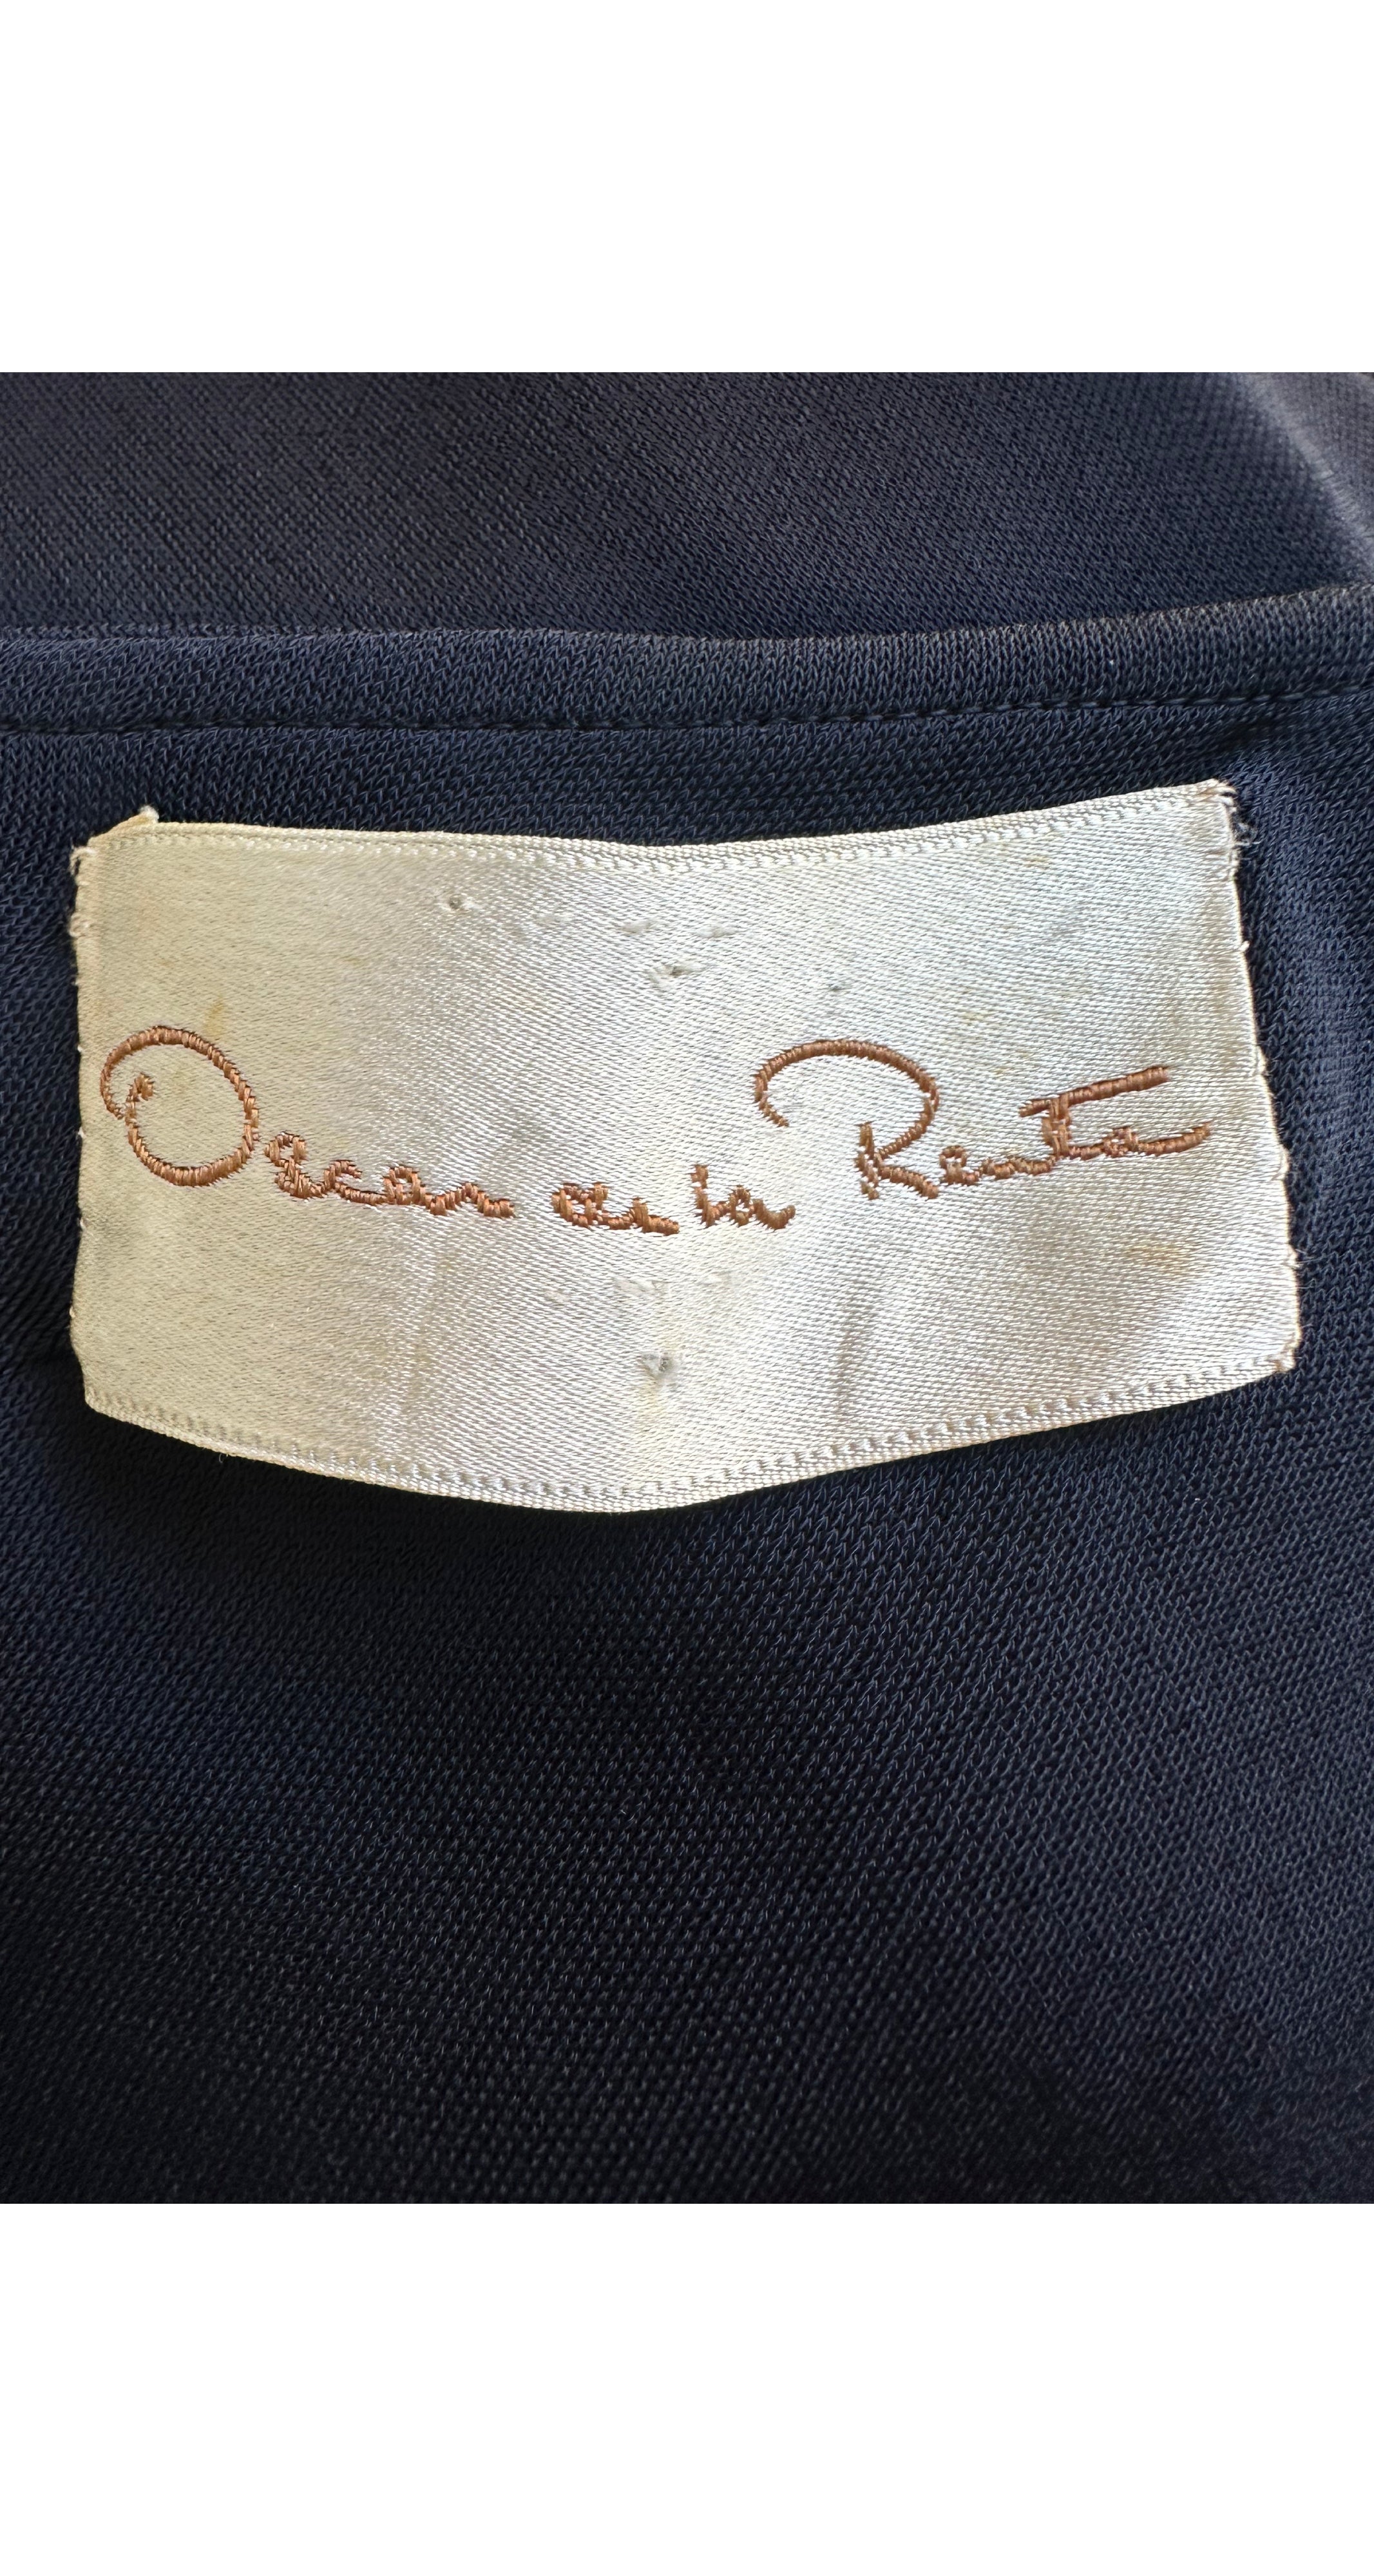 Oscar de la Renta